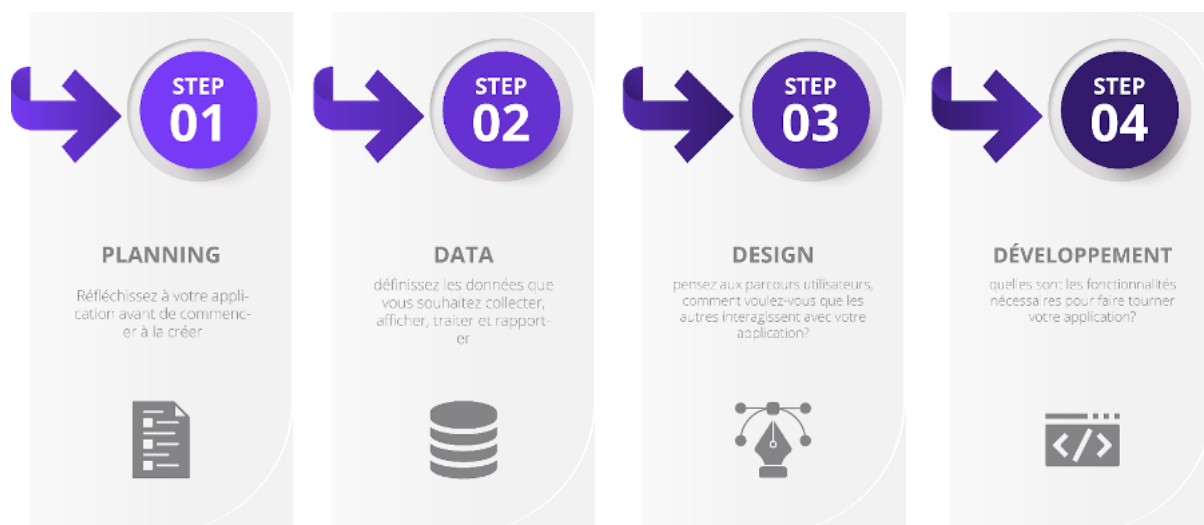 STEP
01
PLANNING
Réfléchissez à votre appli-
cation avant de commenc-
er à la créer
STEP
02
DATA
définissez les données que
vous souhaitez collecter,
afficher, traiter et rapport-
er
STEP
03
DESIGN
pensez aux parcours utilisateurs,
comment voulez-vous que les
autres interagissent avec votre
application?
STEP
04
DÉVELOPPEMENT
quelles sont les fonctionnalités
nécessaires pour faire tourner
votre application?